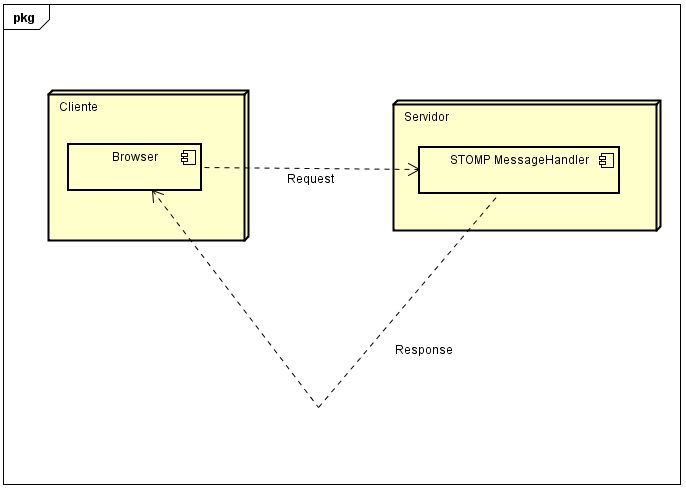 pkg
Cliente
Servidor
Browser
STOMP MessageHandler
Request
Response